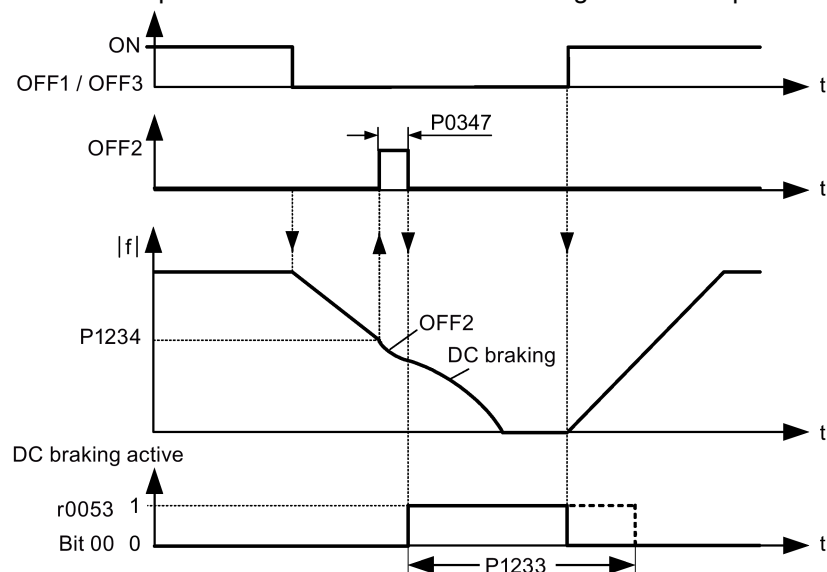 ON
OFF1 / OFF3
t
P0347
OFF2
t
|f|
P1234
OFF2
DC braking
t
DC braking active
r0053 1
Bit 00 0
t
P1233